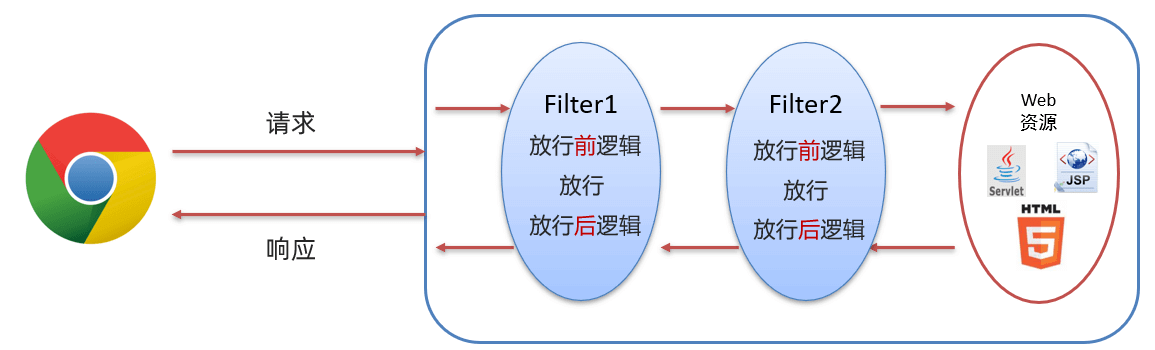 请求
响应
Filter1
放行前逻辑
放行
放行后逻辑
Filter2
放行前逻辑
放行
放行后逻辑
Web
资源
Servlet
JSP
HTML
5